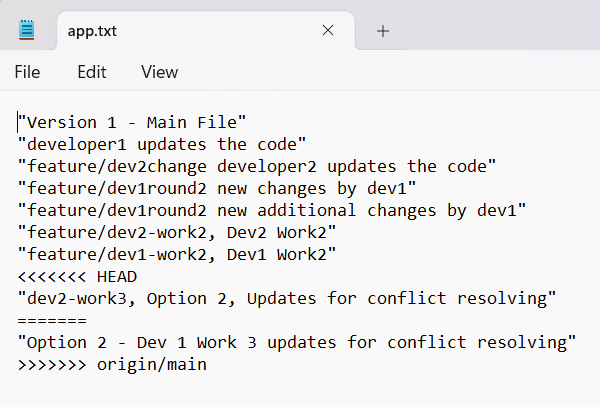 app.txt
File Edit View
"Version 1 - Main File"
"developer1 updates the code"
"feature/dev2change developer2 updates the code"
"feature/dev1round2 new changes by dev1"
"feature/dev1round2 new additional changes by dev1"
"feature/dev2-work2, Dev2 Work2"
"feature/dev1-work2, Dev1 Work2"
<<<<<<< HEAD
"dev2-work3, Option 2, Updates for conflict resolving"
=======
"Option 2 - Dev 1 Work 3 updates for conflict resolving"
>>>>>>> origin/main